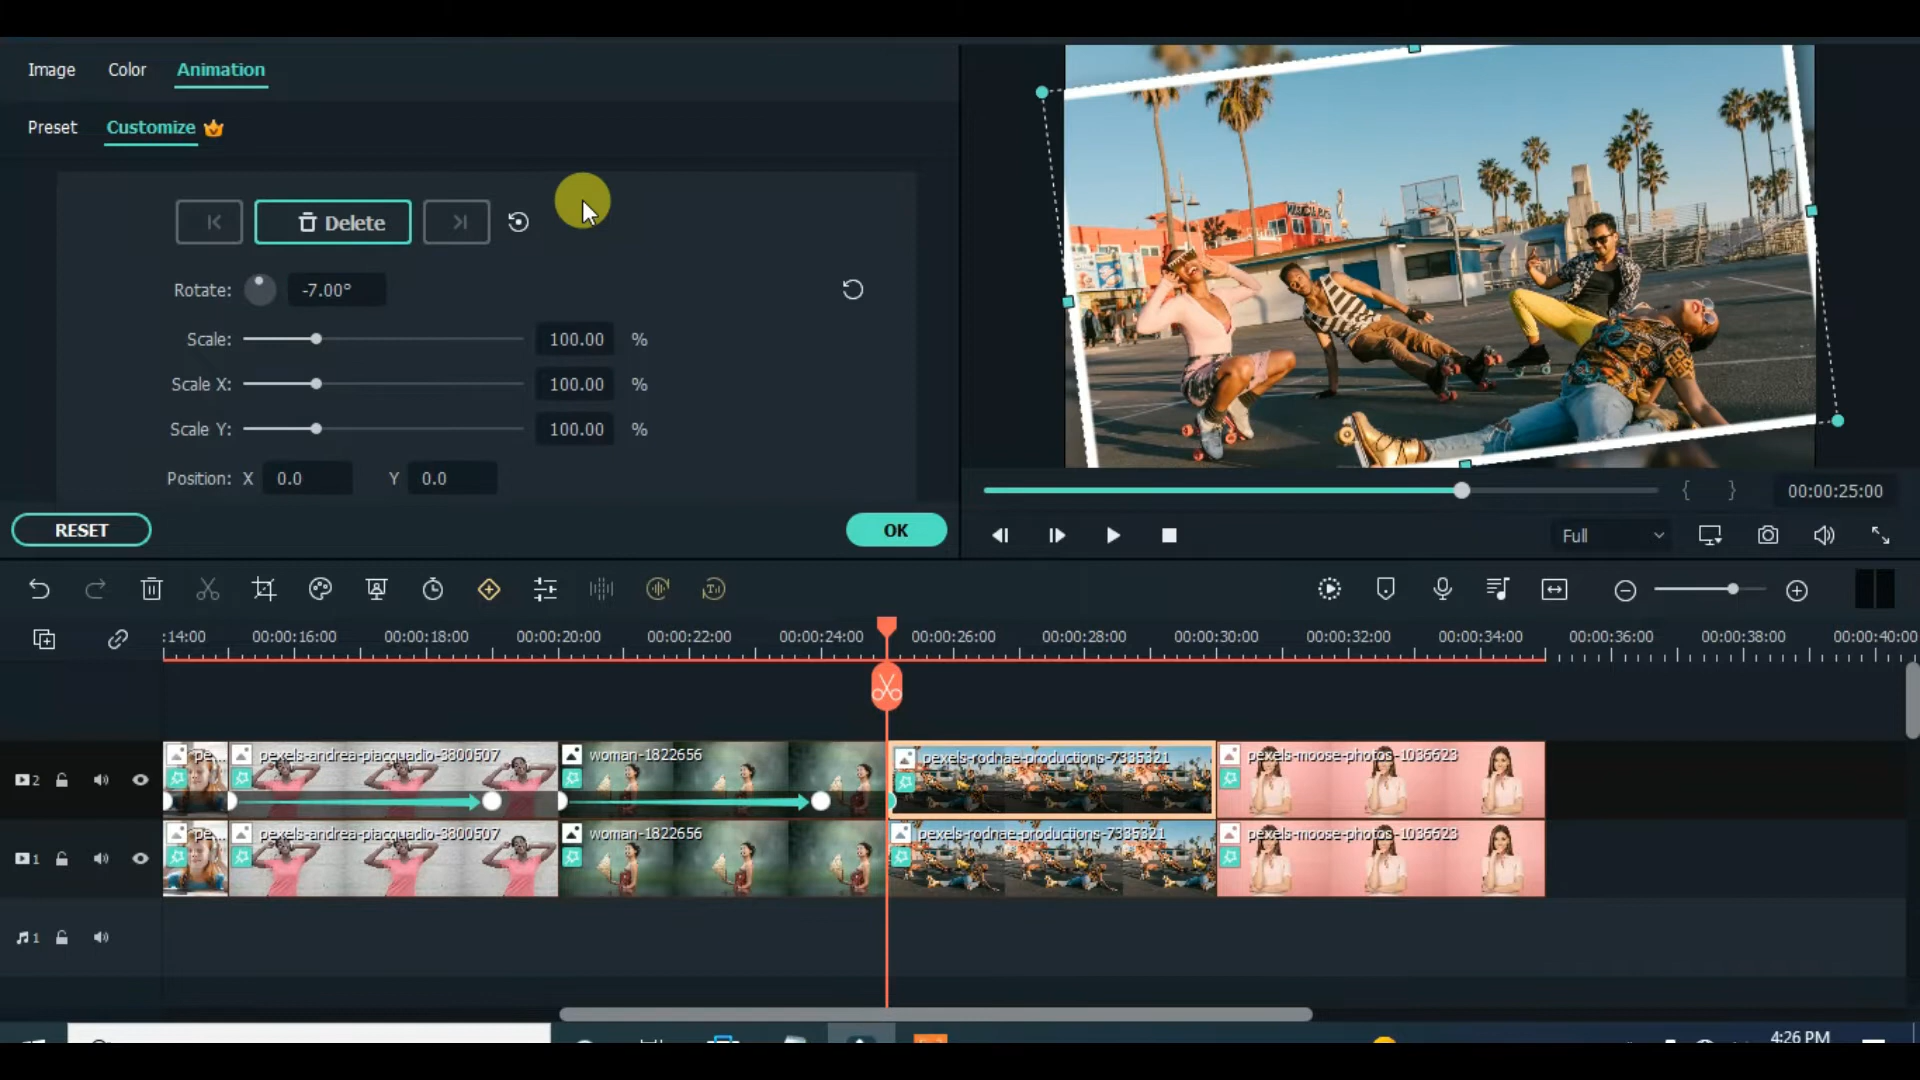 Image Color Animation
Preset Customize
Delete
Rotate: -7.00°
Scale: 100.00 %
Scale X: 100.00 %
Scale Y: 100.00 %
Position: X 0.0 Y 0.0
RESET OK
{ } 00:00:25:00
Full
:14:00 00:00:16:00 00:00:18:00 00:00:20:00 00:00:22:00 00:00:24:00 00:00:26:00 00:00:28:00 00:00:30:00 00:00:32:00 00:00:34:00 00:00:36:00 00:00:38:00 00:00:40:00
2 pe... pexels-andrea-piacquadio-3800507 woman-1822656 pexels-rodnae-productions-7335321 pexels-moose-photos-1036623
1 pe... pexels-andrea-piacquadio-3800507 woman-1822656 pexels-rodnae-productions-7335321 pexels-moose-photos-1036623
1
4:26 PM